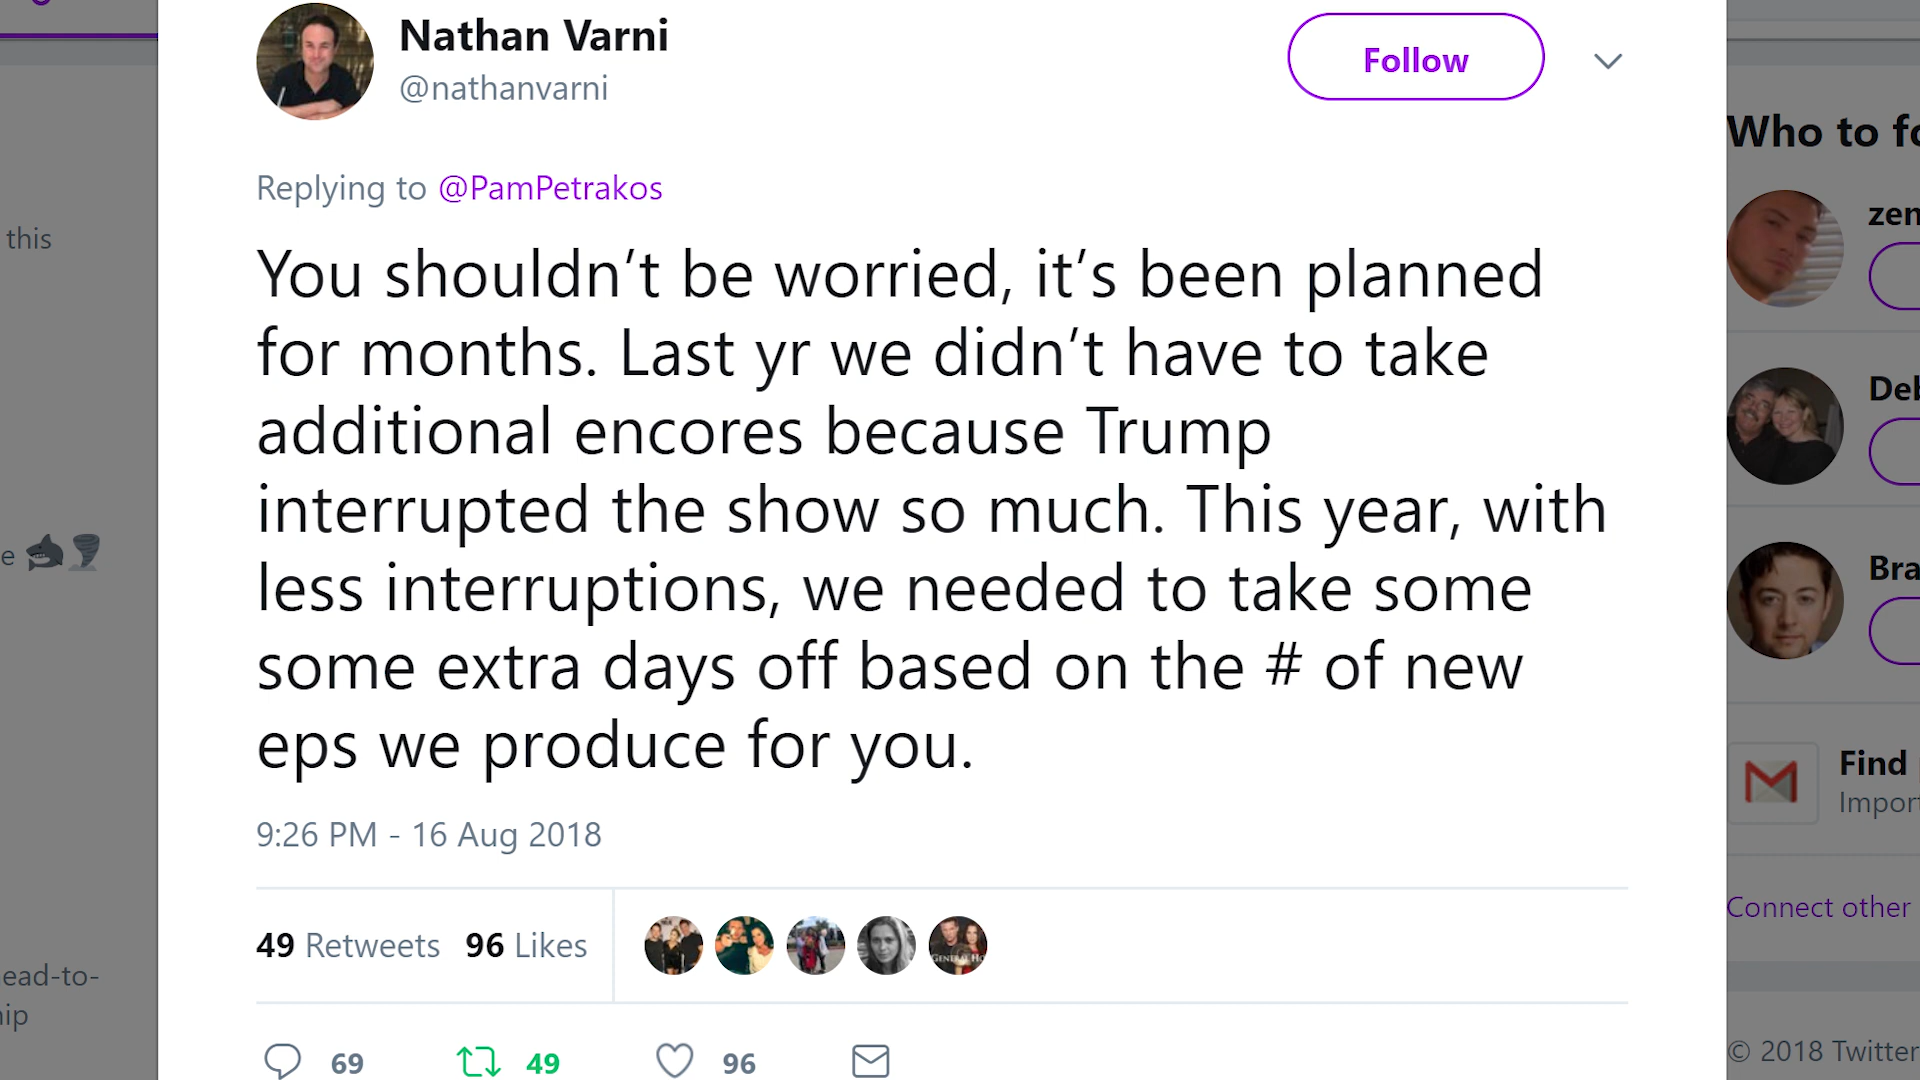 Nathan Varni
@nathanvarni
Follow
Replying to @PamPetrakos
You shouldn’t be worried, it’s been planned
for months. Last yr we didn’t have to take
additional encores because Trump
interrupted the show so much. This year, with
less interruptions, we needed to take some
some extra days off based on the # of new
eps we produce for you.
9:26 PM - 16 Aug 2018
49 Retweets 96 Likes
GENERAL HO
69 49 96
this
e
ead-to-
ip
Who to fo
zen
Deb
Bra
Find
Import
Connect other
© 2018 Twitter